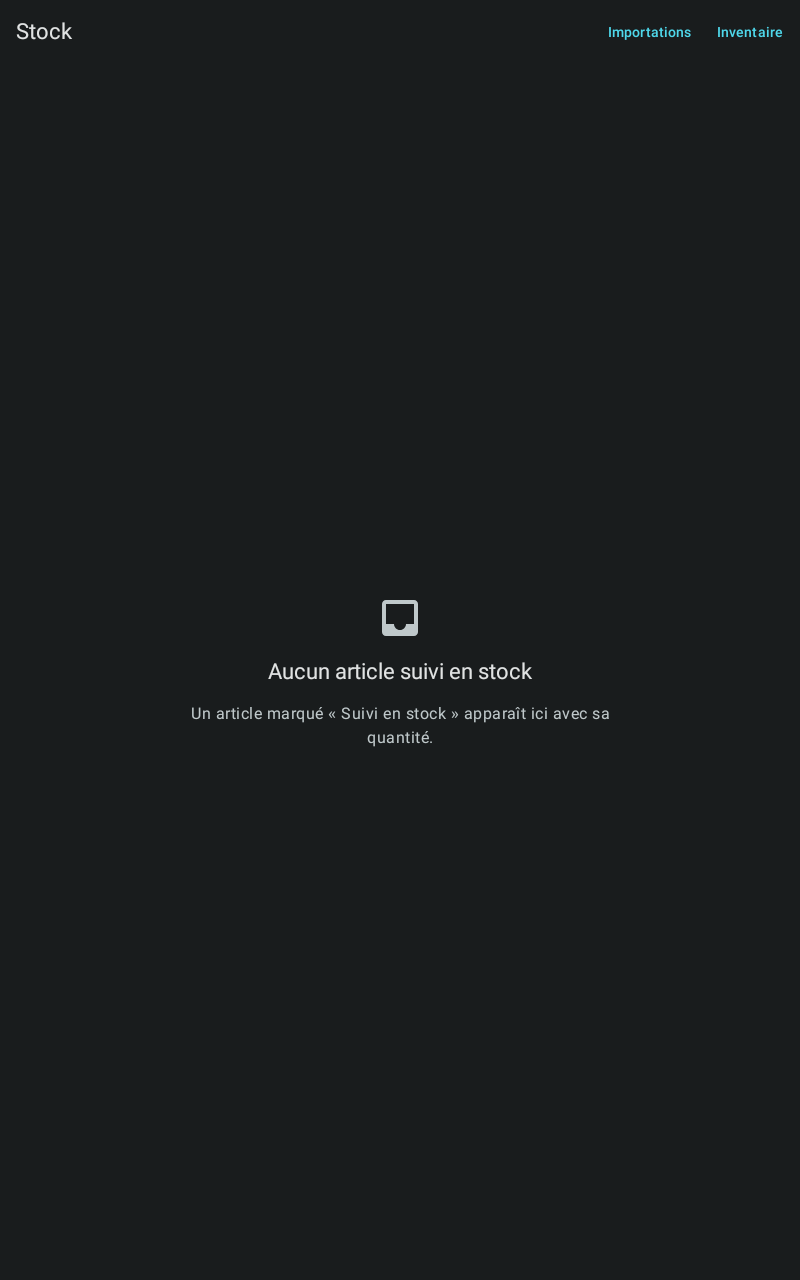 Stock
Importations
Inventaire
Aucun article suivi en stock
Un article marqué « Suivi en stock » apparaît ici avec sa
quantité.